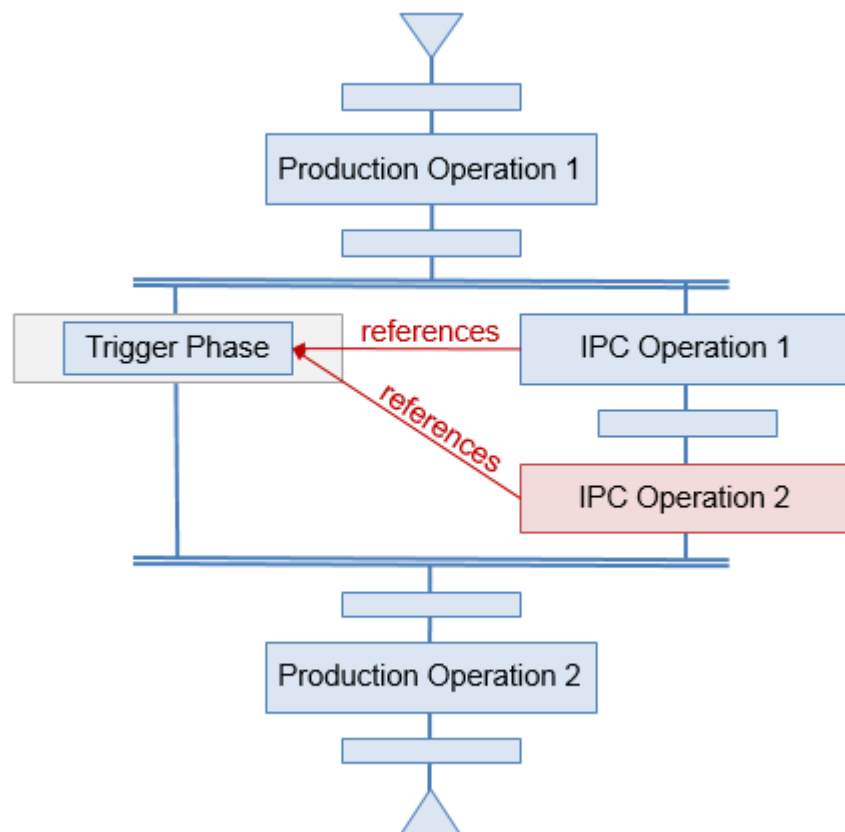 Production Operation 1
Trigger Phase
references
IPC Operation 1
references
IPC Operation 2
Production Operation 2